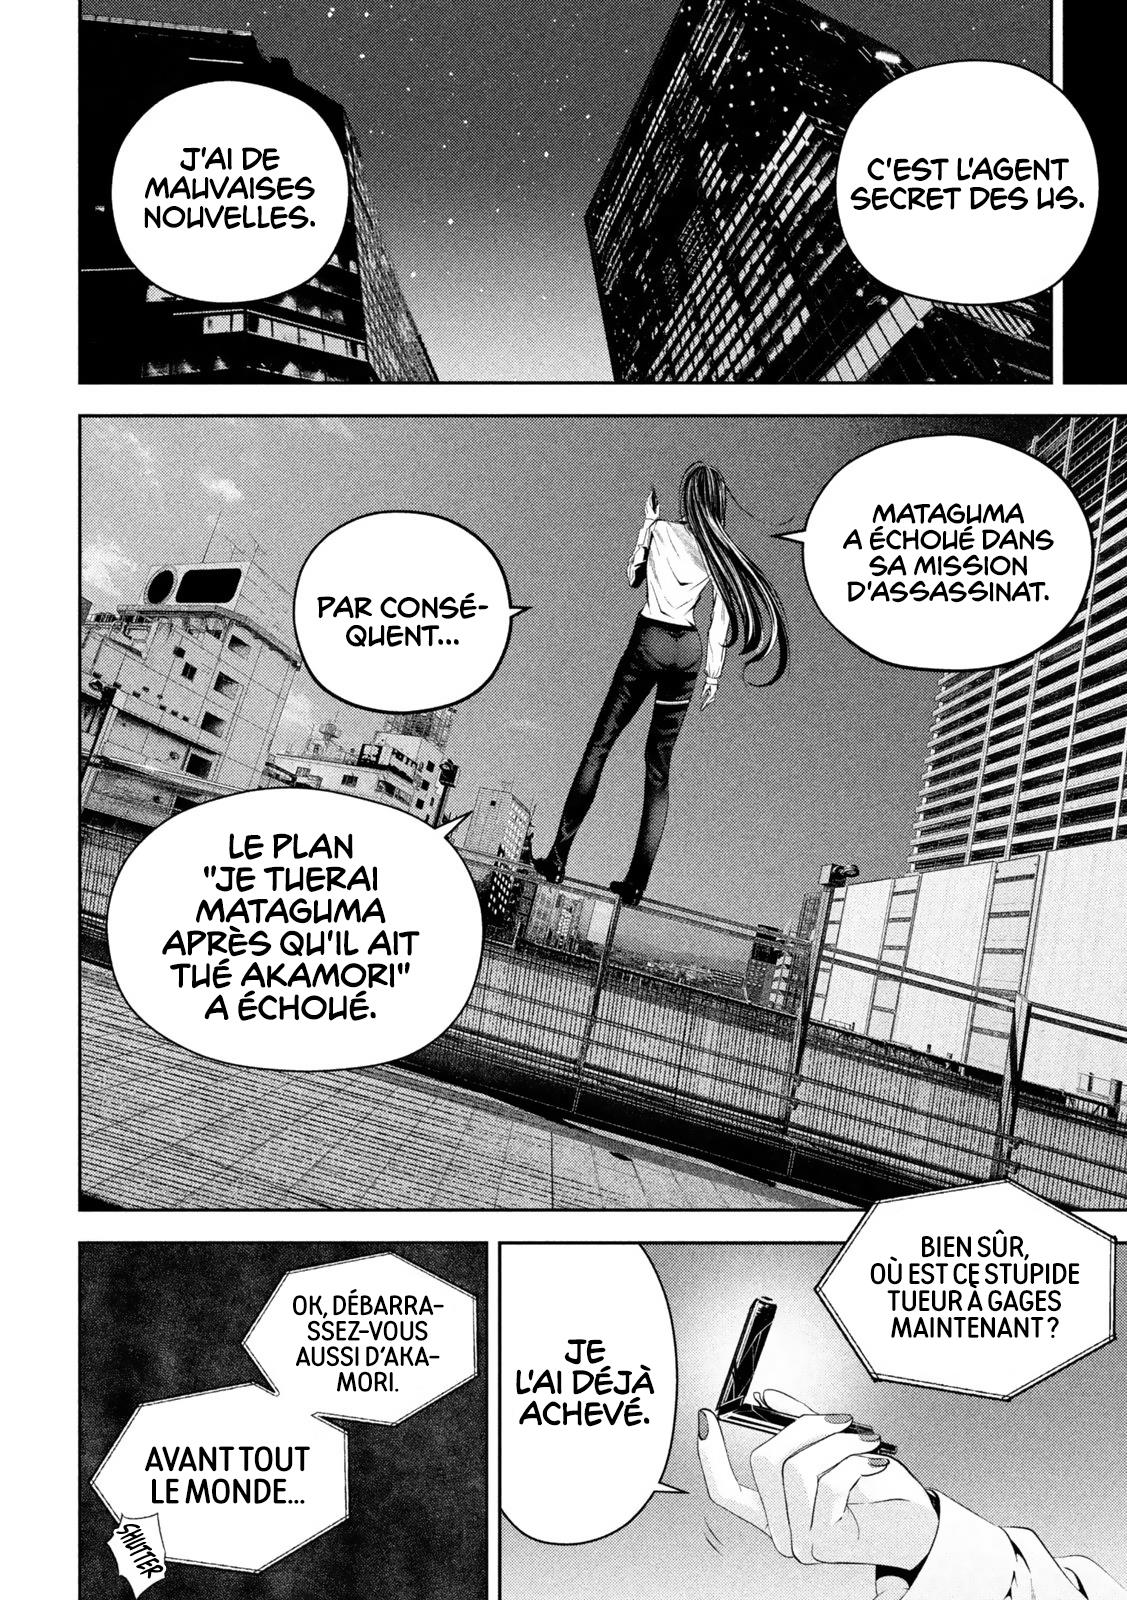 C'EST L'AGENT
SECRET DES US.
J'AI DE
MAUVAISES
NOUVELLES.
MATAGUMA
A ÉCHOUÉ DANS
SA MISSION
D'ASSASSINAT.
PAR CONSÉ-
QUENT...
LE PLAN
"JE TUERAI
MATAGUMA
APRÈS QU'IL AIT
TUÉ AKAMORI"
A ÉCHOUÉ.
BIEN SÛR,
OÙ EST CE STUPIDE
TUEUR À GAGES
MAINTENANT ?
JE
L'AI DÉJÀ
ACHEVÉ.
OK, DÉBARRA-
SSEZ-VOUS
AUSSI D'AKA-
MORI.
AVANT TOUT
LE MONDE...
SHUTTER